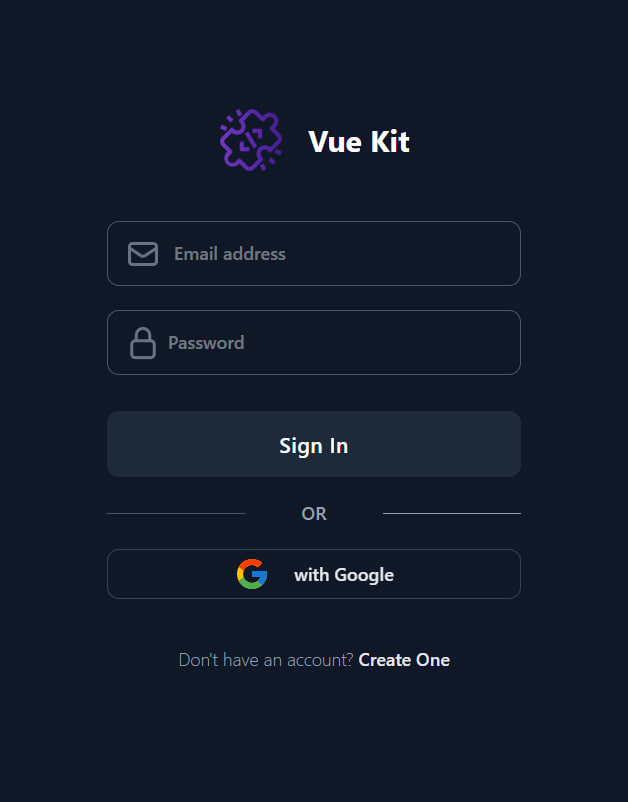 Vue Kit
Email address
Password
Sign In
OR
with Google
Don't have an account? Create One